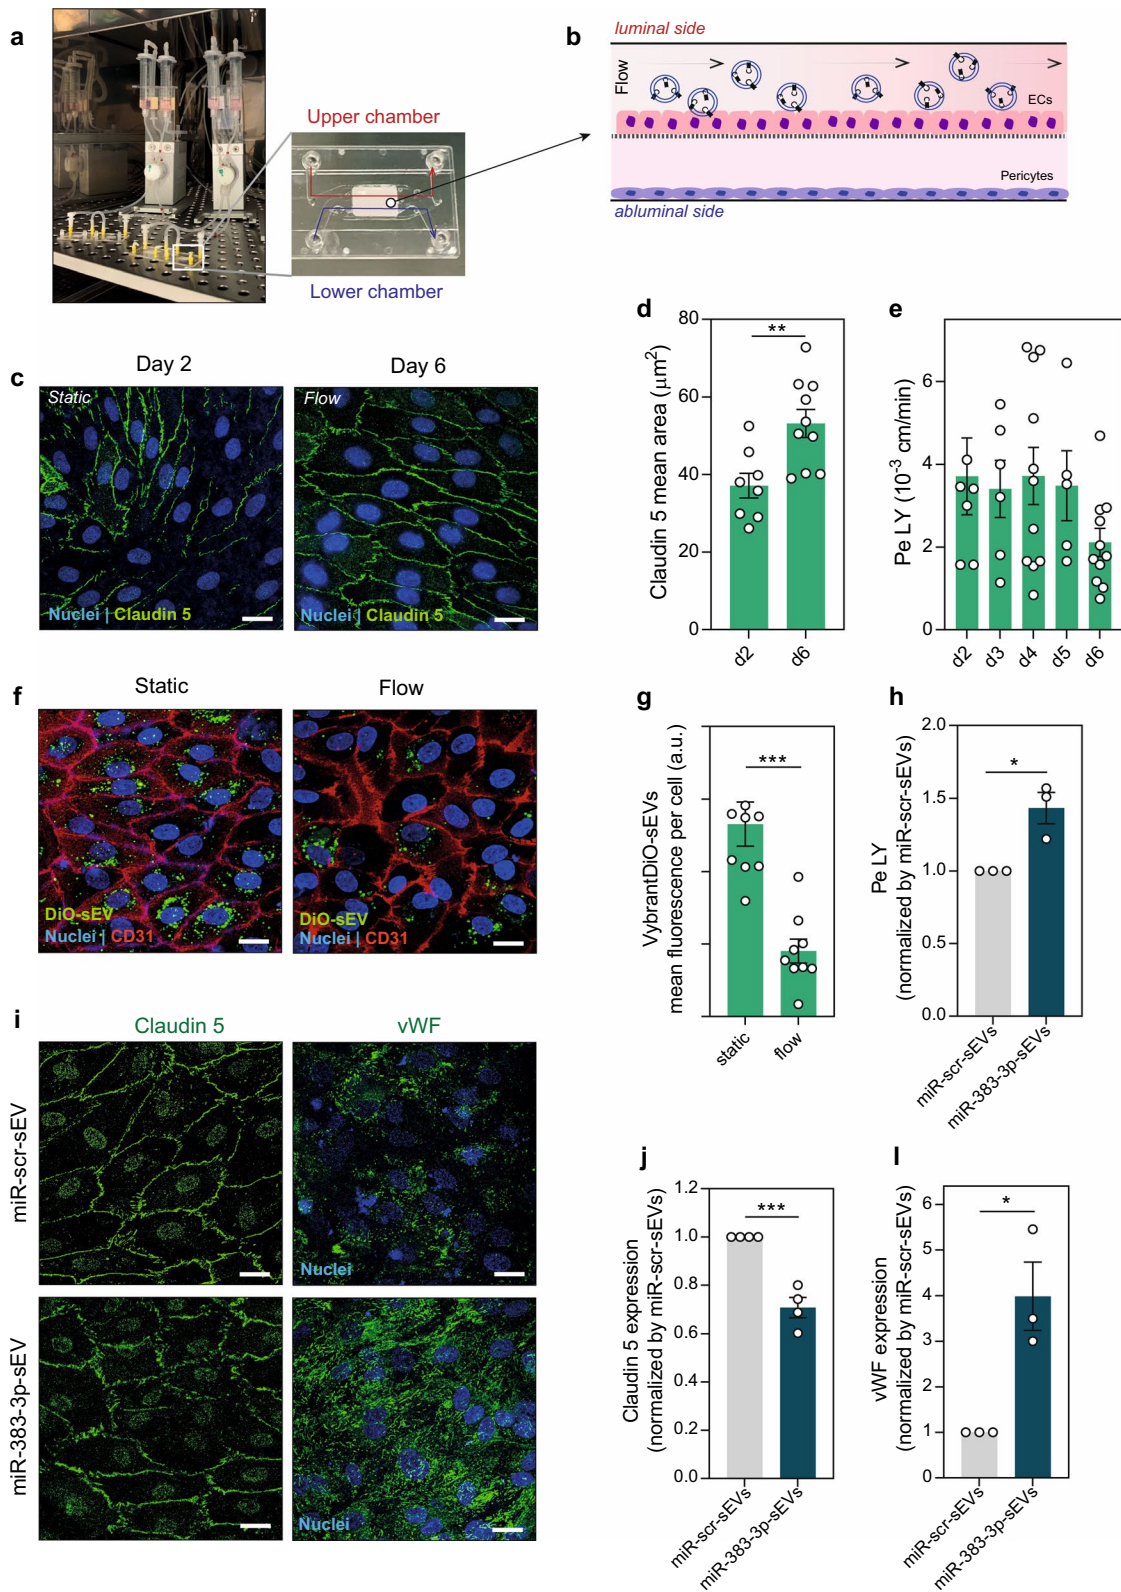 a
Upper chamber
Lower chamber
b
luminal side
Flow
ECs
Pericytes
abluminal side
c
Day 2
Day 6
Static
Flow
Nuclei | Claudin 5
Nuclei | Claudin 5
d
Claudin 5 mean area (μm²)
80
60
40
20
0
**
d2
d6
e
Pe LY (10⁻³ cm/min)
6
4
2
0
d2
d3
d4
d5
d6
f
Static
Flow
DiO-sEV
Nuclei | CD31
DiO-sEV
Nuclei | CD31
g
VybrantDiO-sEVs
mean fluorescence per cell (a.u.)
***
static
flow
h
Pe LY
(normalized by miR-scr-sEVs)
2.0
1.5
1.0
0.5
0.0
*
miR-scr-sEVs
miR-383-3p-sEVs
i
Claudin 5
vWF
miR-scr-sEV
Nuclei
miR-383-3p-sEV
Nuclei
j
Claudin 5 expression
(normalized by miR-scr-sEVs)
1.2
1.0
0.8
0.6
0.4
0.2
0.0
***
miR-scr-sEVs
miR-383-3p-sEVs
l
vWF expression
(normalized by miR-scr-sEVs)
6
5
4
3
2
1
0
*
miR-scr-sEVs
miR-383-3p-sEVs